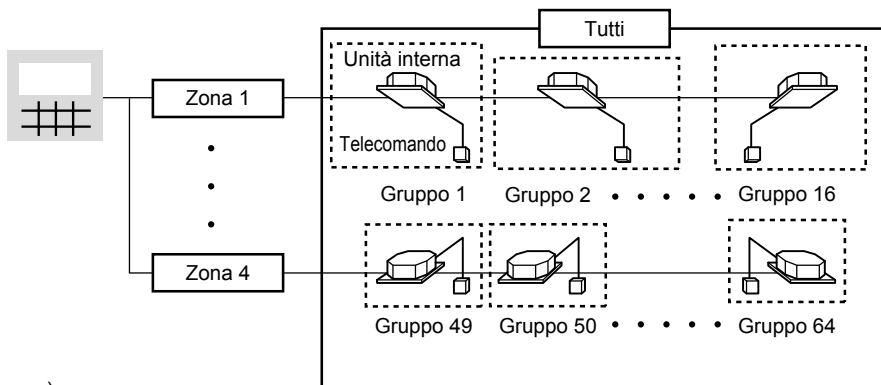 Tutti
Unità interna
Zona 1
Telecomando
Gruppo 1 Gruppo 2 • • • • • Gruppo 16
Zona 4
Gruppo 49 Gruppo 50 • • • • • Gruppo 64